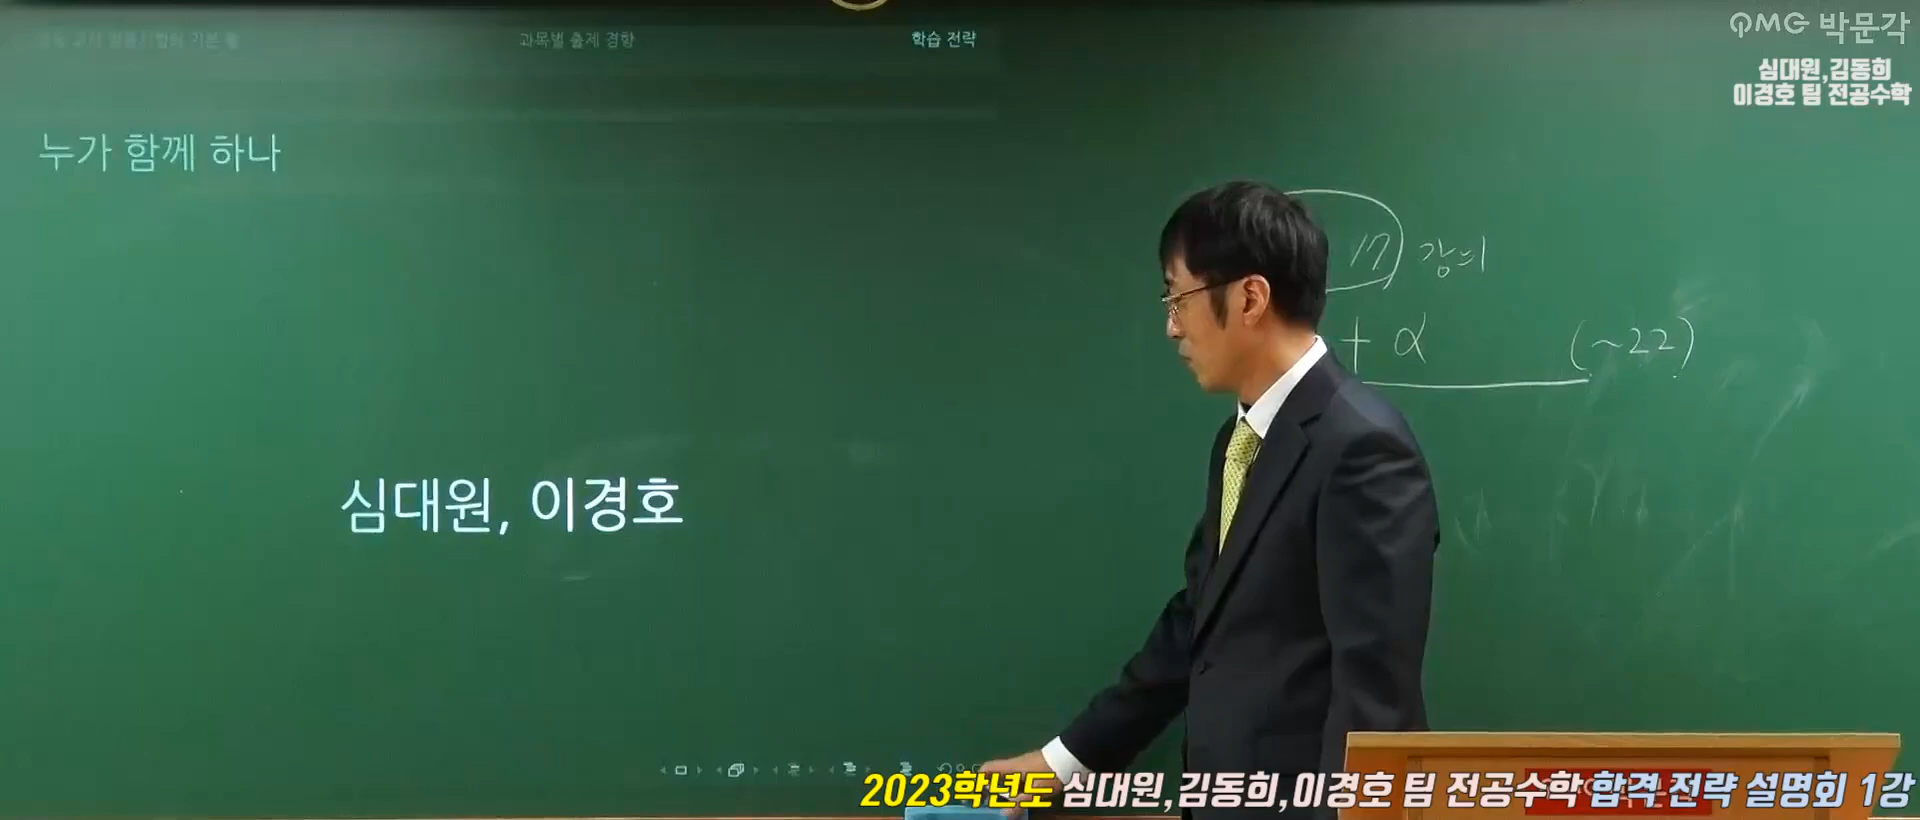 과목별 출제 경향
학습 전략
박문각
심대원,김동희
이경호 팀 전공수학
누가 함께 하나
17 강의
+ α (~22)
심대원, 이경호
2023학년도 심대원,김동희,이경호 팀 전공수학 합격 전략 설명회 1강